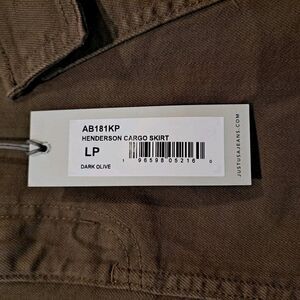 AB181KP
HENDERSON CARGO SKIRT
LP
1 96598 05216 0
DARK OLIVE
JUSTUSAJEANS.COM